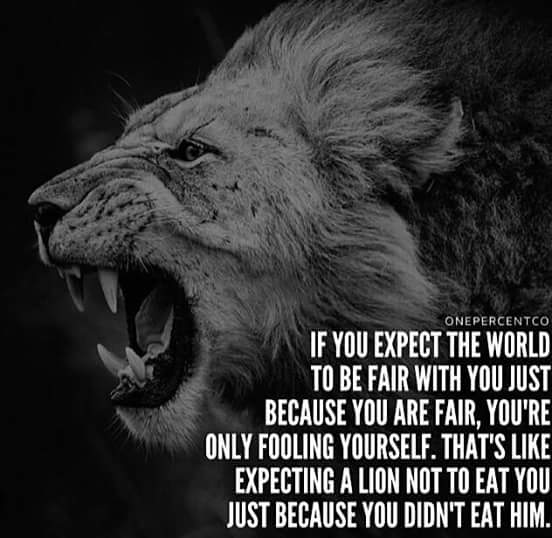 ONEPERCENTCO
IF YOU EXPECT THE WORLD
TO BE FAIR WITH YOU JUST
BECAUSE YOU ARE FAIR, YOU'RE
ONLY FOOLING YOURSELF. THAT'S LIKE
EXPECTING A LION NOT TO EAT YOU
JUST BECAUSE YOU DIDN'T EAT HIM.